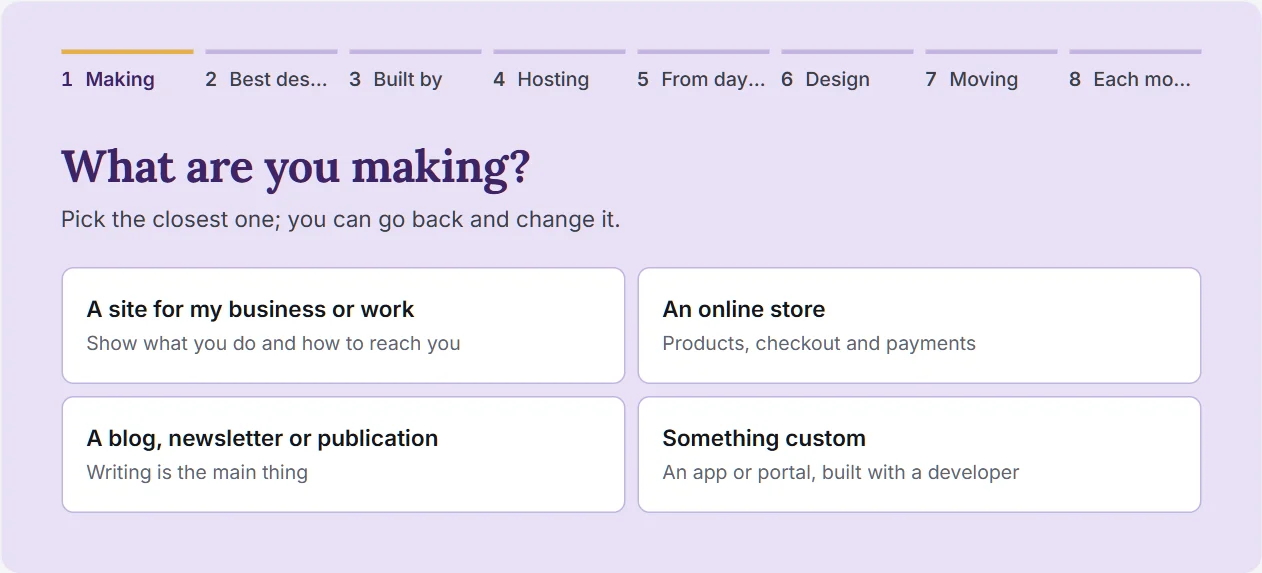 1 Making 2 Best des... 3 Built by 4 Hosting 5 From day... 6 Design 7 Moving 8 Each mo...
What are you making?
Pick the closest one; you can go back and change it.
A site for my business or work
Show what you do and how to reach you
An online store
Products, checkout and payments
A blog, newsletter or publication
Writing is the main thing
Something custom
An app or portal, built with a developer